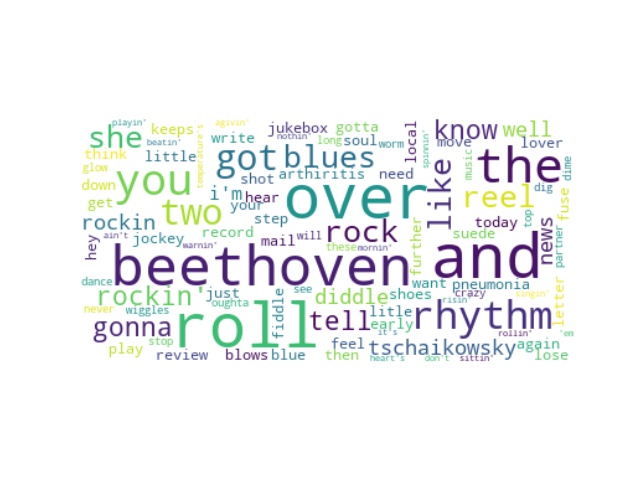 playin' agivin' jukebox gotta know well
she keeps beatin' write nothin' long soul worm local spinnin' move lover
think little temperature's got blues music the
glow down you shot arthiritis need like dime
get two i'm hear your over reel dig fuse
rockin step top today partner
hey ain't jockey record mail will rock these mornin' further suede news
warnin' beethoven and
dance rockin' just see diddle shoes want pneumonia crazy singin' letter
never wiggles oughta fiddle little risin' rhythm
gonna roll tell early it's rollin' 'em
play stop feel tschaikowsky again
review blows blue then heart's don't sittin' lose